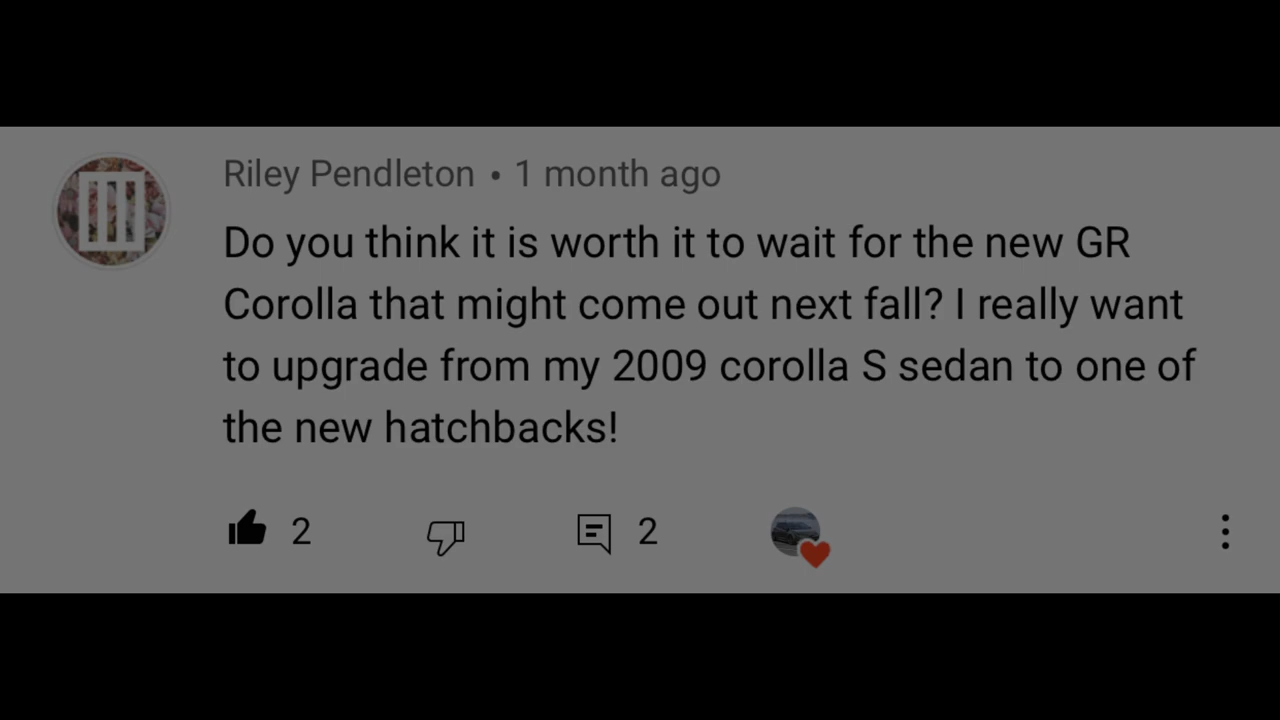 Riley Pendleton • 1 month ago
Do you think it is worth it to wait for the new GR
Corolla that might come out next fall? I really want
to upgrade from my 2009 corolla S sedan to one of
the new hatchbacks!
2 2